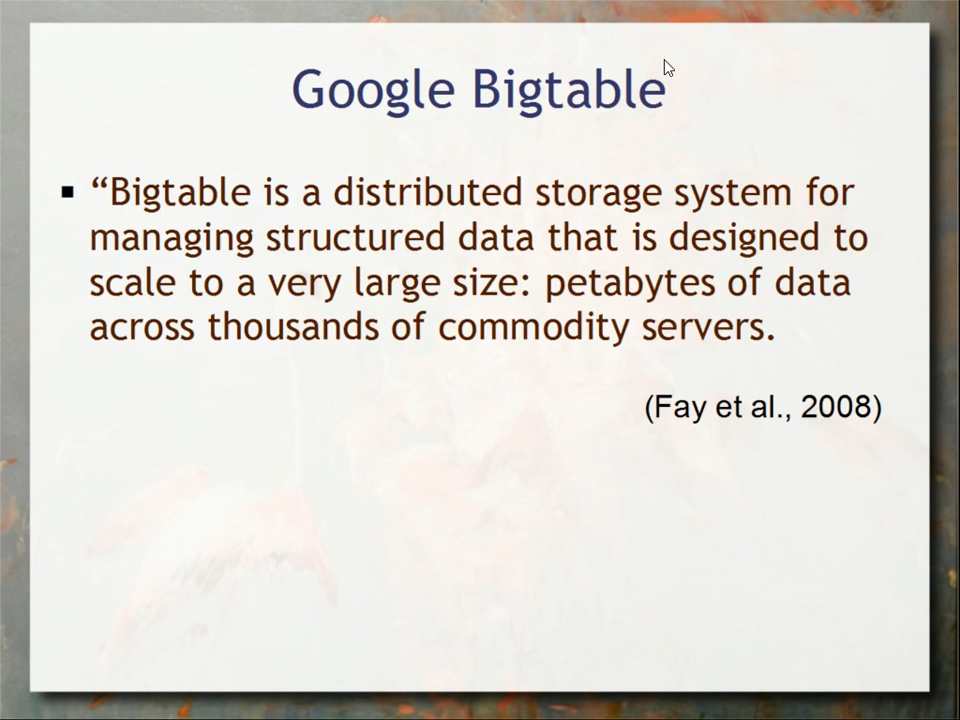 Google Bigtable
▪ “Bigtable is a distributed storage system for
managing structured data that is designed to
scale to a very large size: petabytes of data
across thousands of commodity servers.
(Fay et al., 2008)